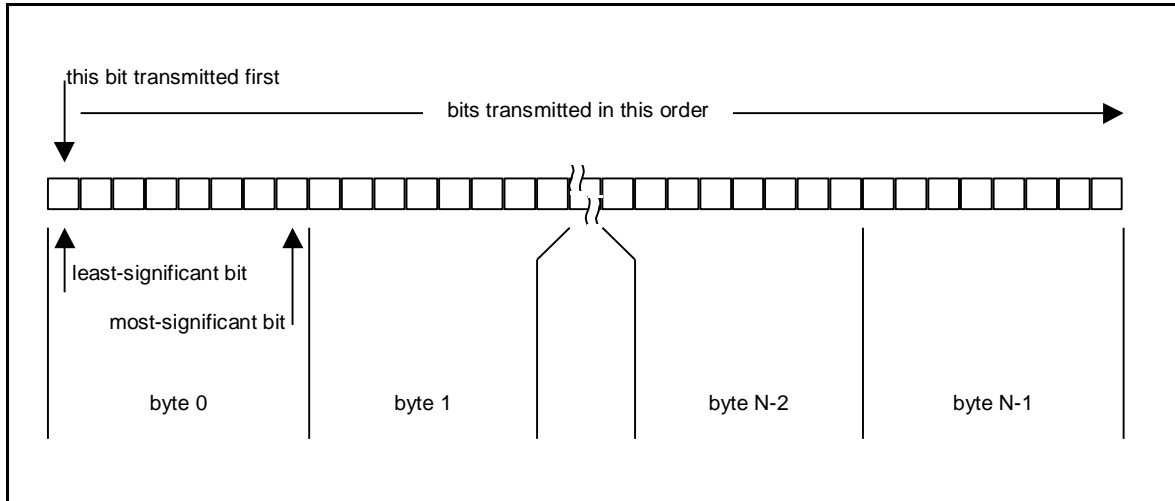 this bit transmitted first
bits transmitted in this order
least-significant bit
most-significant bit
byte 0
byte 1
byte N-2
byte N-1